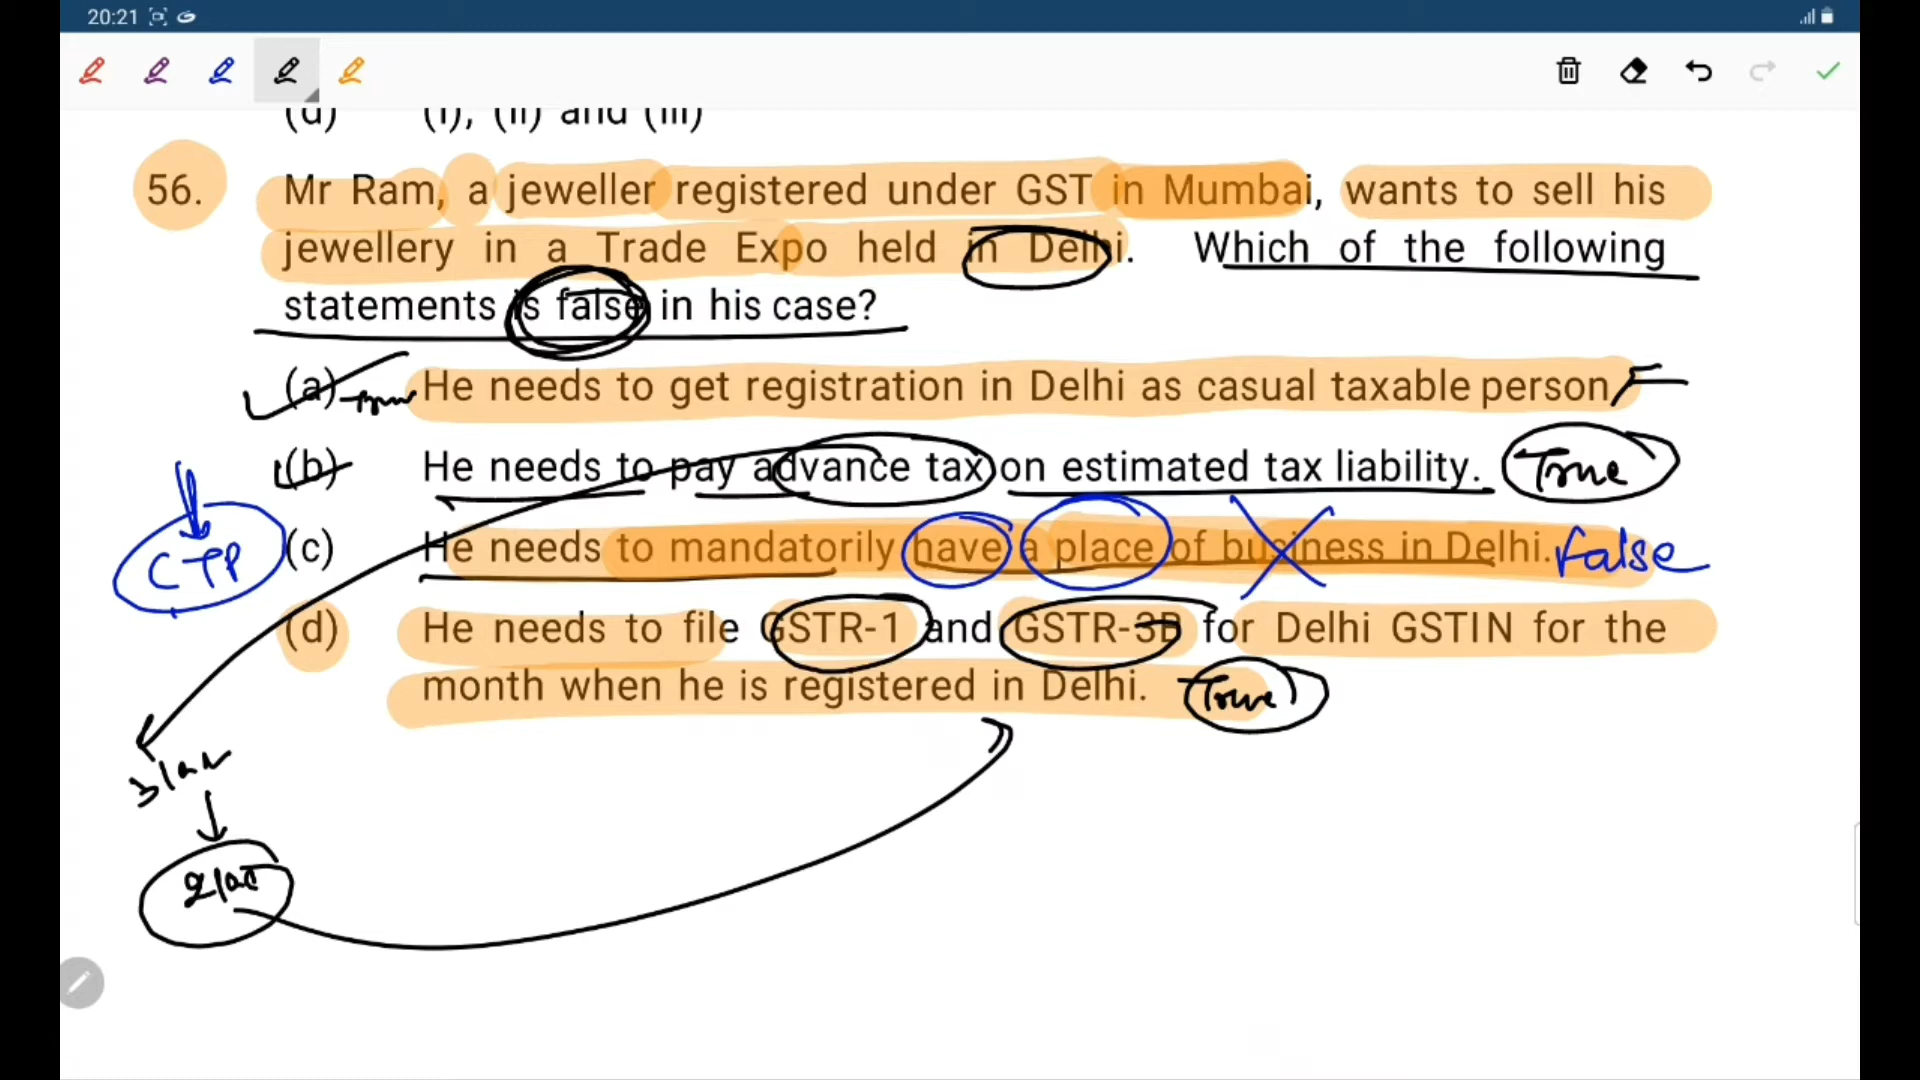 20:21
(d) (i), (ii) and (iii)
56. Mr Ram, a jeweller registered under GST in Mumbai, wants to sell his
jewellery in a Trade Expo held in Delhi. Which of the following
statements is false in his case?
(a) True He needs to get registration in Delhi as casual taxable person,
(b) He needs to pay advance tax on estimated tax liability. True
CTP
(c) He needs to mandatorily have a place of business in Delhi. False
(d) He needs to file GSTR-1 and GSTR-3B for Delhi GSTIN for the
month when he is registered in Delhi. True